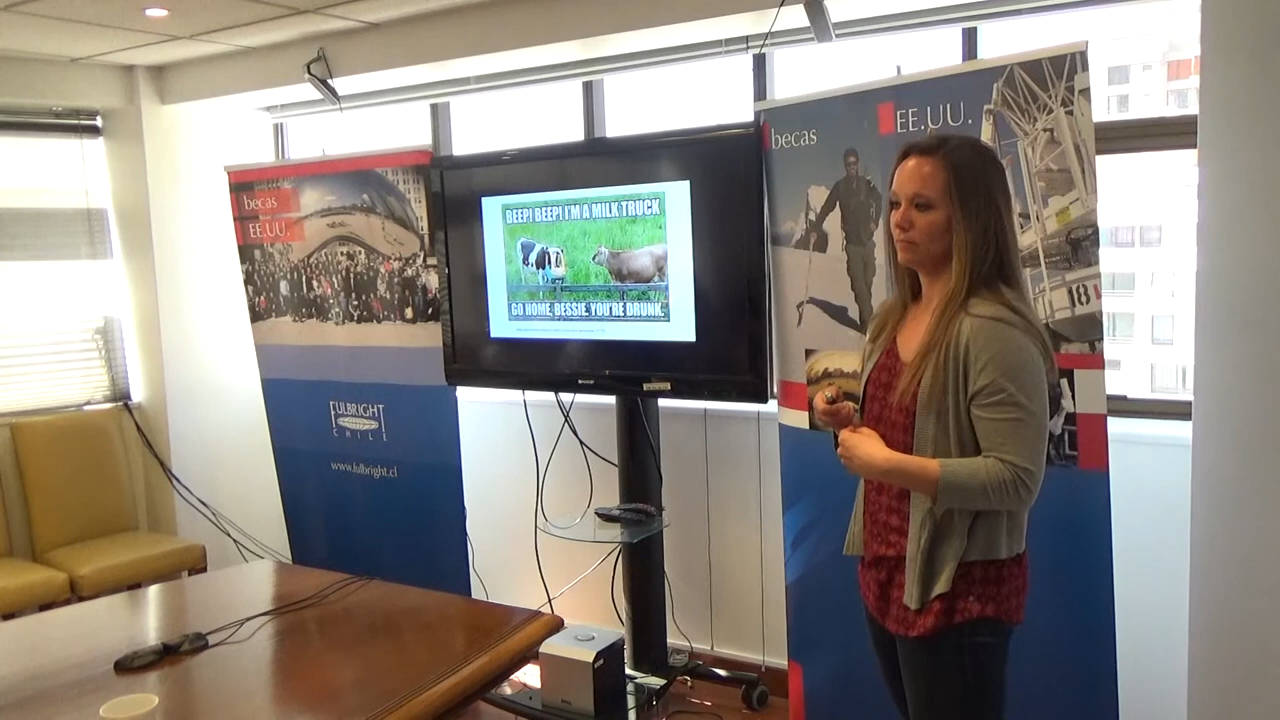 becas
EE.UU.
BEEP! BEEP! I'M A MILK TRUCK
GO HOME, BESSIE. YOU'RE DRUNK.
SHARP
FULBRIGHT
CHILE
www.fulbright.cl
becas
EE.UU.
18